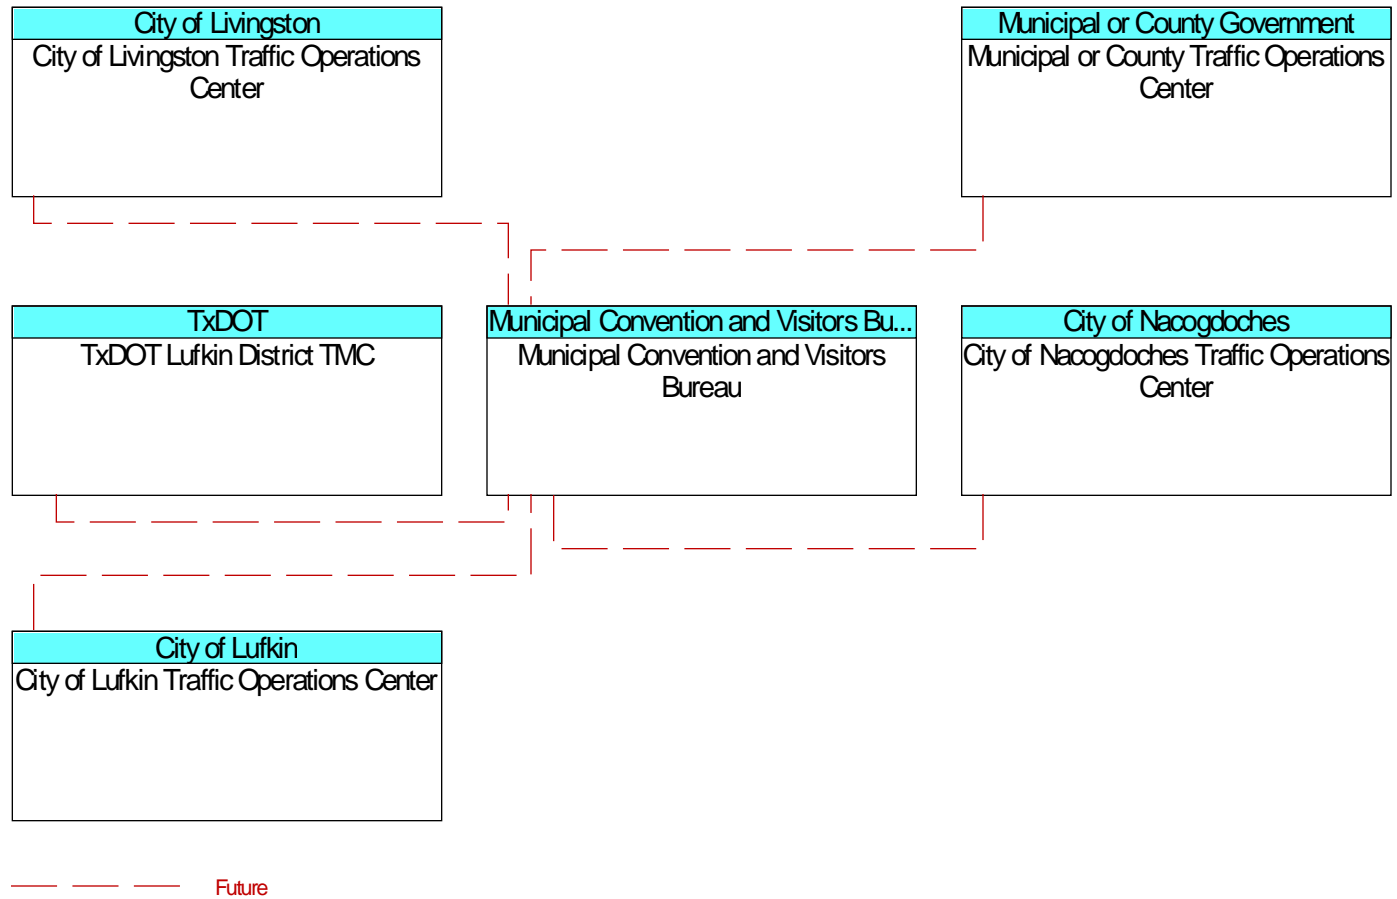 City of Livingston
City of Livingston Traffic Operations
Center
Municipal or County Government
Municipal or County Traffic Operations
Center
TxDOT
TxDOT Lufkin District TMC
Municipal Convention and Visitors Bu...
Municipal Convention and Visitors
Bureau
City of Nacogdoches
City of Nacogdoches Traffic Operations
Center
City of Lufkin
City of Lufkin Traffic Operations Center
Future